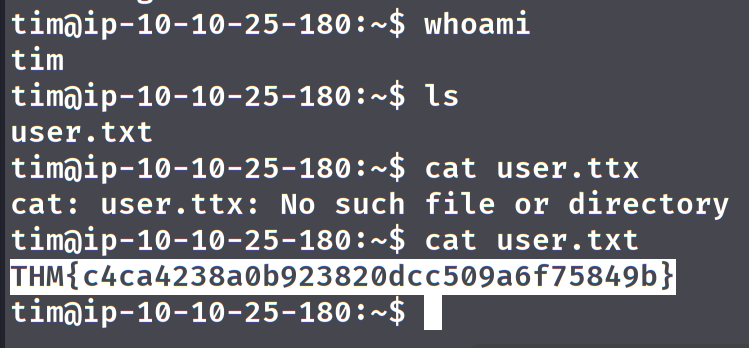 tim@ip-10-10-25-180:~$ whoami
tim
tim@ip-10-10-25-180:~$ ls
user.txt
tim@ip-10-10-25-180:~$ cat user.ttx
cat: user.ttx: No such file or directory
tim@ip-10-10-25-180:~$ cat user.txt
THM{c4ca4238a0b923820dcc509a6f75849b}
tim@ip-10-10-25-180:~$